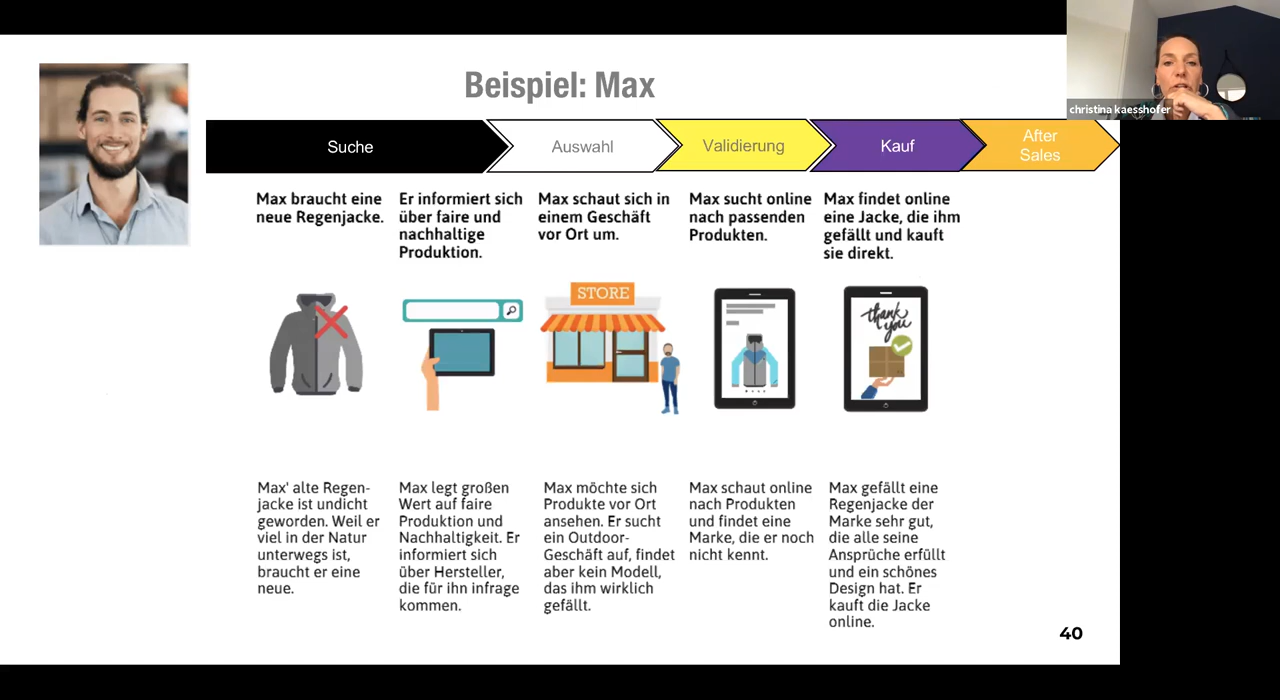 Beispiel: Max
christina kaesshofer
Suche
Auswahl
Validierung
Kauf
After
Sales
Max braucht eine
neue Regenjacke.
Er informiert sich
über faire und
nachhaltige
Produktion.
Max schaut sich in
einem Geschäft
vor Ort um.
Max sucht online
nach passenden
Produkten.
Max findet online
eine Jacke, die ihm
gefällt und kauft
sie direkt.
STORE
thank
you
Max' alte Regen-
jacke ist undicht
geworden. Weil er
viel in der Natur
unterwegs ist,
braucht er eine
neue.
Max legt großen
Wert auf faire
Produktion und
Nachhaltigkeit. Er
informiert sich
über Hersteller,
die für ihn infrage
kommen.
Max möchte sich
Produkte vor Ort
ansehen. Er sucht
ein Outdoor-
Geschäft auf, findet
aber kein Modell,
das ihm wirklich
gefällt.
Max schaut online
nach Produkten
und findet eine
Marke, die er noch
nicht kennt.
Max gefällt eine
Regenjacke der
Marke sehr gut,
die alle seine
Ansprüche erfüllt
und ein schönes
Design hat. Er
kauft die Jacke
online.
40